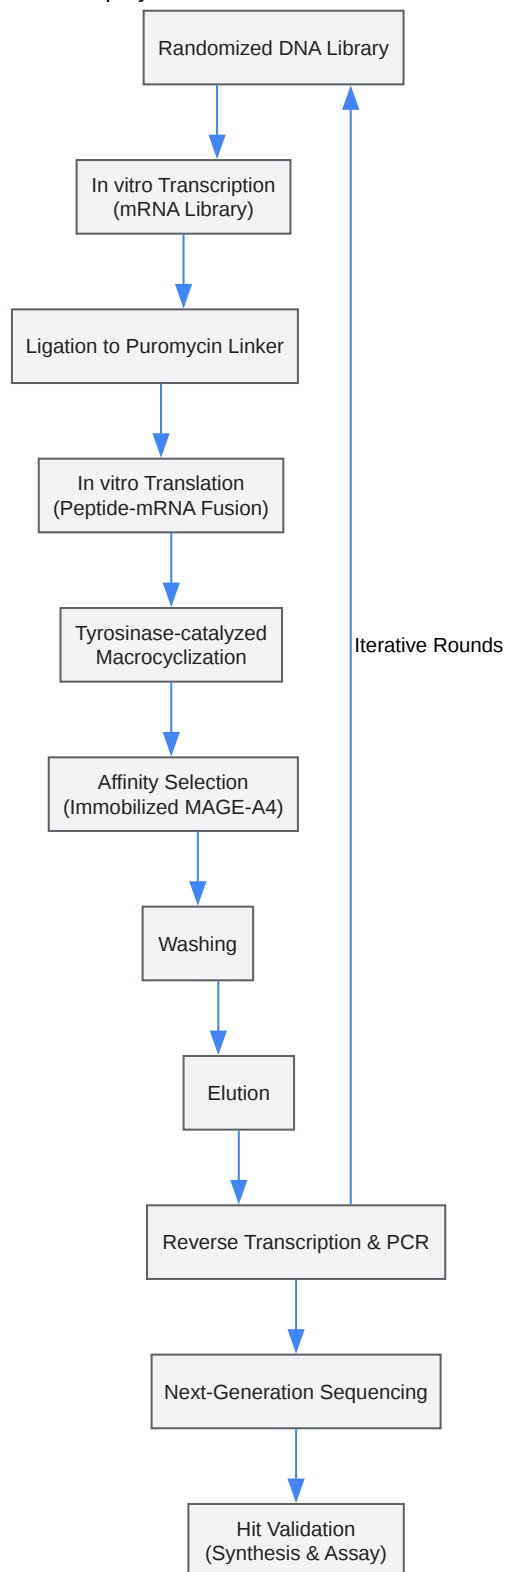 Randomized DNA Library
In vitro Transcription
(mRNA Library)
Ligation to Puromycin Linker
In vitro Translation
(Peptide-mRNA Fusion)
Tyrosinase-catalyzed
Macrocyclization
Iterative Rounds
Affinity Selection
(Immobilized MAGE-A4)
Washing
Elution
Reverse Transcription & PCR
Next-Generation Sequencing
Hit Validation
(Synthesis & Assay)